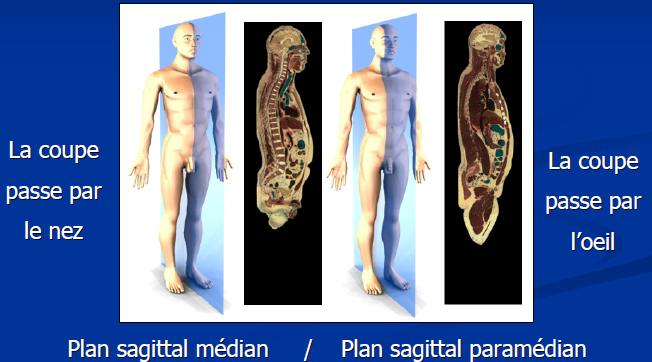 La coupe
passe par
le nez
La coupe
passe par
l'oeil
Plan sagittal médian / Plan sagittal paramédian